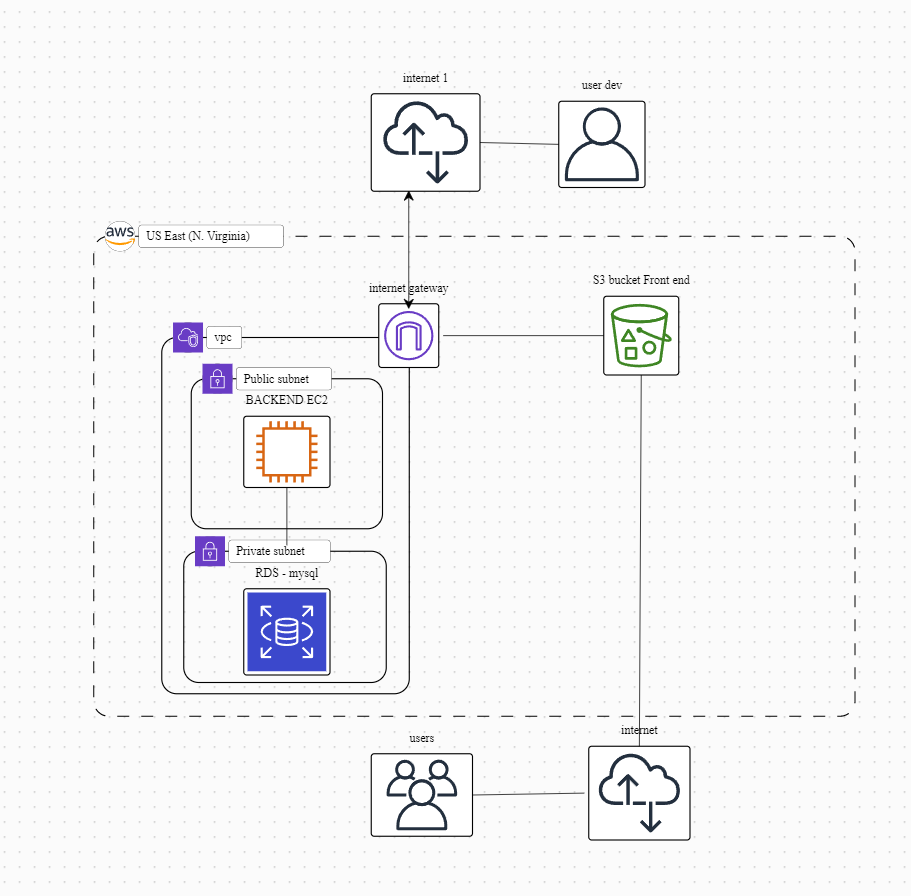 internet 1
user dev
aws
US East (N. Virginia)
S3 bucket Front end
internet gateway
vpc
Public subnet
BACKEND EC2
Private subnet
RDS - mysql
internet
users